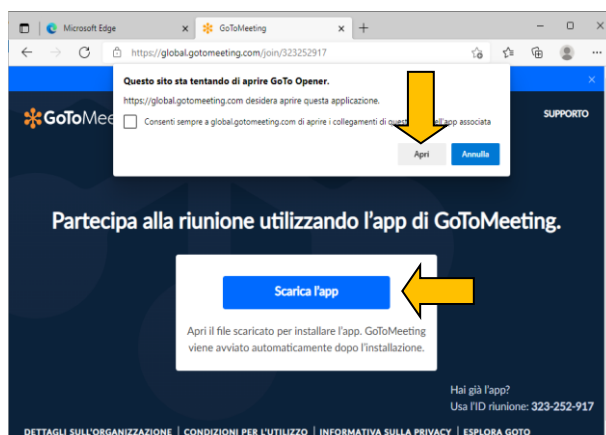 Microsoft Edge
GoToMeeting
https://global.gotomeeting.com/join/323252917
Questo sito sta tentando di aprire GoTo Opener.
https://global.gotomeeting.com desidera aprire questa applicazione.
Consenti sempre a global.gotomeeting.com di aprire i collegamenti di app associata
Apri Annulla
GoToMee
SUPPORTO
Partecipa alla riunione utilizzando l'app di GoToMeeting.
Scarica l'app
Apri il file scaricato per installare l'app. GoToMeeting
viene avviato automaticamente dopo l'installazione.
Hai già l'app?
Usa l'ID riunione: 323-252-917
DETTAGLI SULL'ORGANIZZAZIONE | CONDIZIONI PER L'UTILIZZO | INFORMATIVA SULLA PRIVACY | ESPLORA GOTO